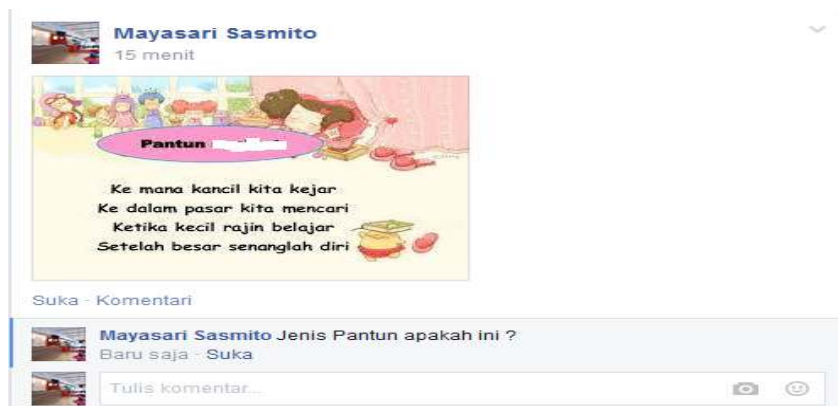 Mayasari Sasmito
15 menit
Pantun
Ke mana kancil kita kejar
Ke dalam pasar kita mencari
Ketika kecil rajin belajar
Setelah besar senanglah diri
Suka · Komentari
Mayasari Sasmito Jenis Pantun apakah ini ?
Baru saja · Suka
Tulis komentar...